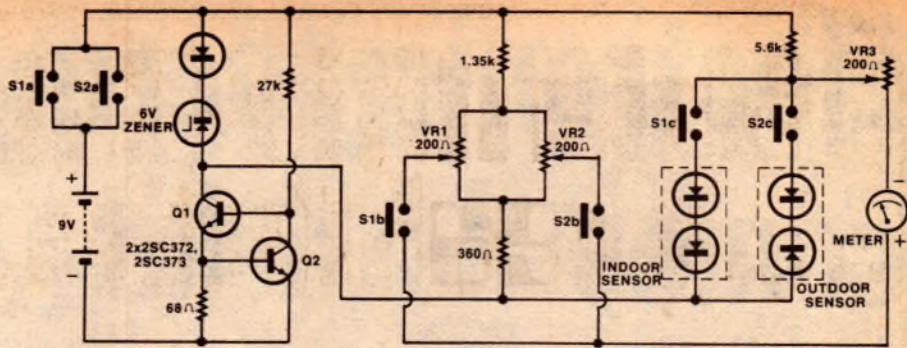 S1a
S2a
6V
ZENER
27k
1.35k
5.6k
VR3
200Ω
S1c
S2c
VR1
200Ω
VR2
200Ω
+
9V
−
Q1
2x2SC372,
2SC373
Q2
68Ω
S1b
S2b
360Ω
INDOOR
SENSOR
OUTDOOR
SENSOR
−
METER
+